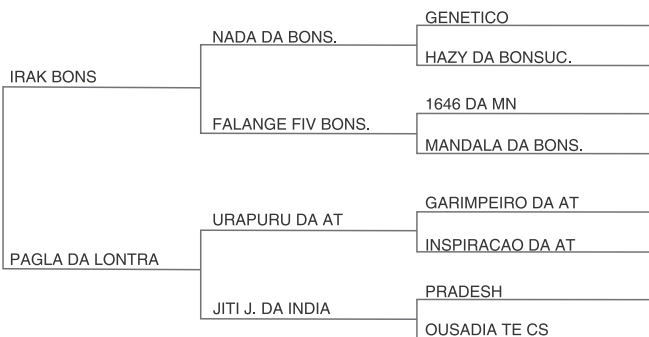 GENETICO
NADA DA BONS.
HAZY DA BONSUC.
IRAK BONS
1646 DA MN
FALANGE FIV BONS.
MANDALA DA BONS.
GARIMPEIRO DA AT
URAPURU DA AT
INSPIRACAO DA AT
PAGLA DA LONTRA
PRADESH
JITI J. DA INDIA
OUSADIA TE CS